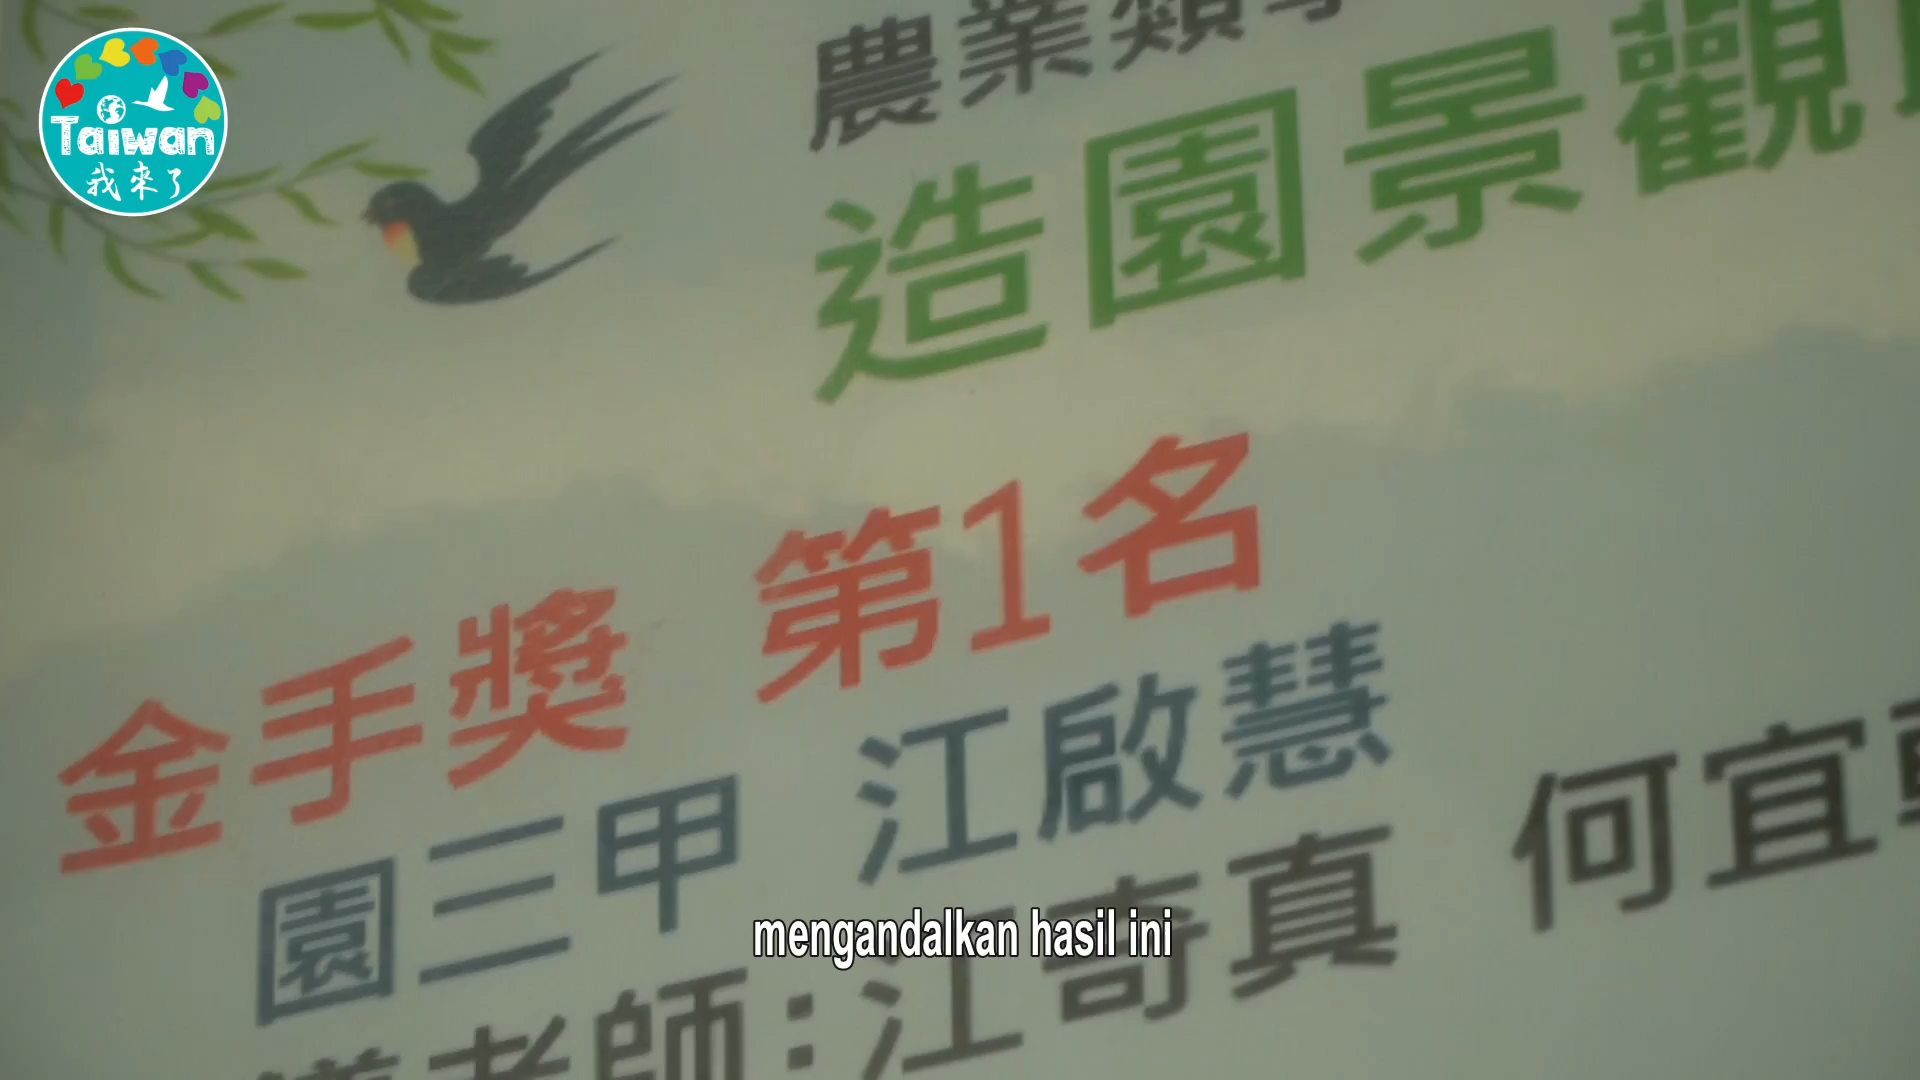 Taiwan
我來了
農業類
造園景觀
金手獎 第1名
園三甲 江啟慧
老師:江奇真 何宜
mengandalkan hasil ini